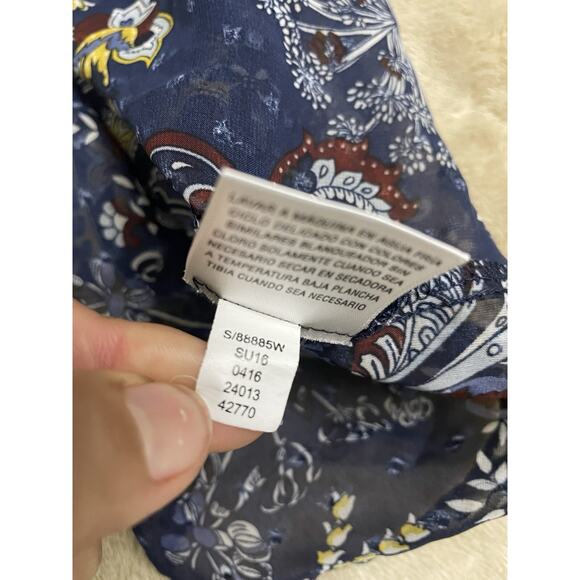 LAVAR A MAQUINA EN AGUA FRIA
CICLO DELICADO CON COLORES
SIMILARES BLANQUEADOR SIN
CLORO SOLAMENTE CUANDO SEA
NECESARIO SECAR EN SECADORA
A TEMPERATURA BAJA PLANCHA
TIBIA CUANDO SEA NECESARIO
S/88885W
SU16
0416
24013
42770